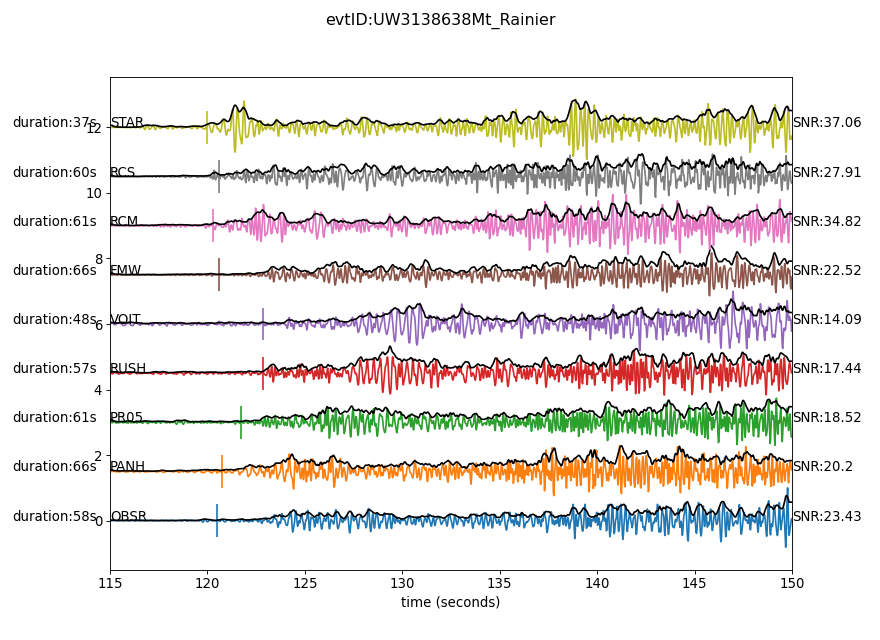 evtID:UW3138638Mt_Rainier
duration:37s STAR SNR:37.06
12
duration:60s RCS SNR:27.91
10
duration:61s RCM SNR:34.82
8
duration:66s EMW SNR:22.52
duration:48s VOIT SNR:14.09
6
duration:57s RUSH SNR:17.44
4
duration:61s PR05 SNR:18.52
2
duration:66s PANH SNR:20.2
duration:58s OBSR SNR:23.43
0
115 120 125 130 135 140 145 150
time (seconds)